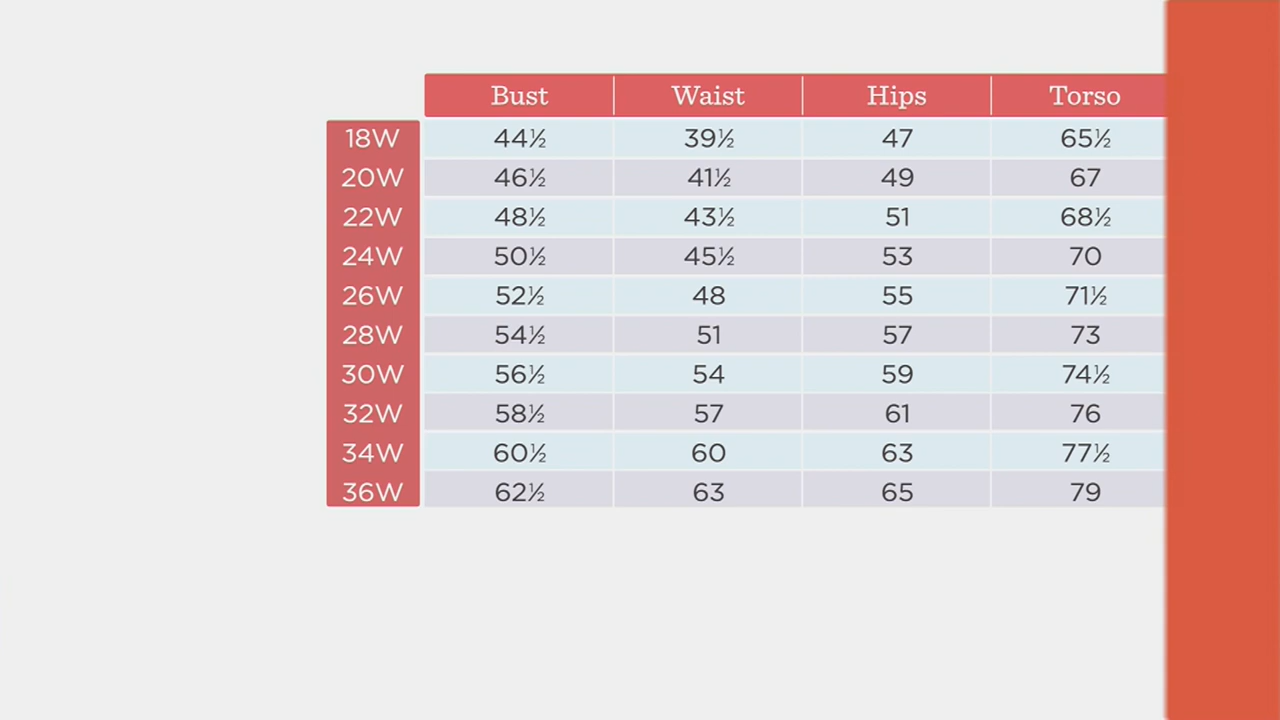 Bust Waist Hips Torso
18W 44½ 39½ 47 65½
20W 46½ 41½ 49 67
22W 48½ 43½ 51 68½
24W 50½ 45½ 53 70
26W 52½ 48 55 71½
28W 54½ 51 57 73
30W 56½ 54 59 74½
32W 58½ 57 61 76
34W 60½ 60 63 77½
36W 62½ 63 65 79